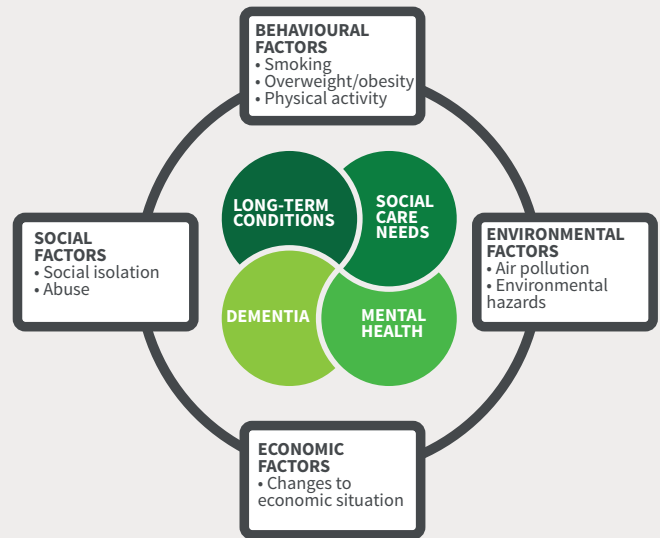 BEHAVIOURAL
FACTORS
• Smoking
• Overweight/obesity
• Physical activity
LONG-TERM
CONDITIONS
SOCIAL
CARE
NEEDS
SOCIAL
FACTORS
• Social isolation
• Abuse
ENVIRONMENTAL
FACTORS
• Air pollution
• Environmental
hazards
DEMENTIA
MENTAL
HEALTH
ECONOMIC
FACTORS
• Changes to
economic situation